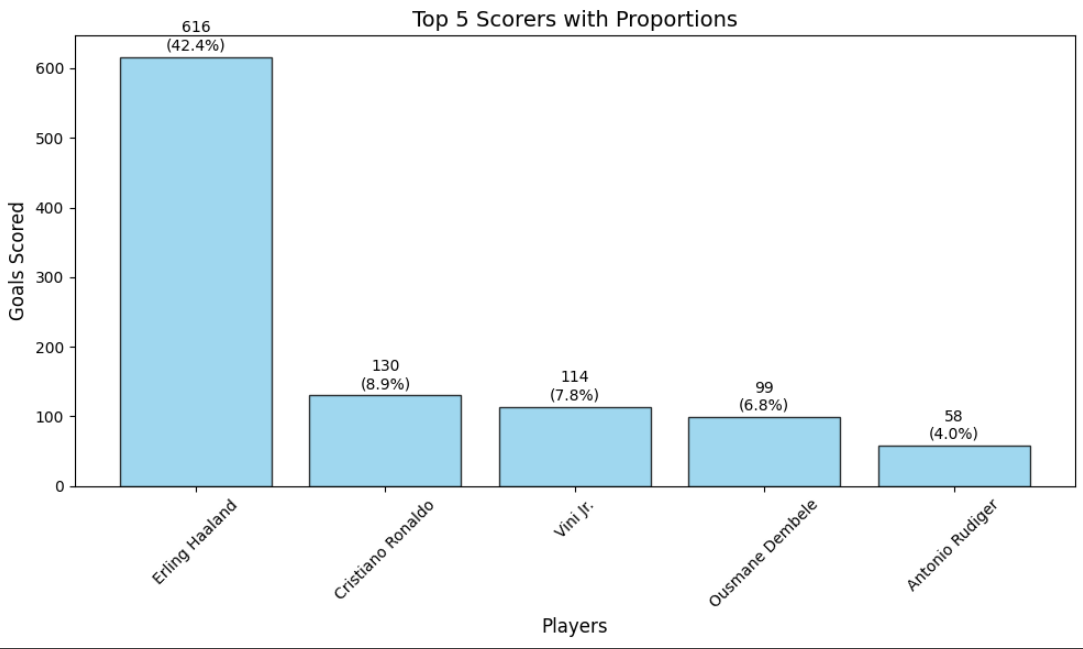 Top 5 Scorers with Proportions
616
(42.4%)
130
(8.9%)
114
(7.8%)
99
(6.8%)
58
(4.0%)
Goals Scored
600
500
400
300
200
100
0
Erling Haaland
Cristiano Ronaldo
Vini Jr.
Ousmane Dembele
Antonio Rudiger
Players